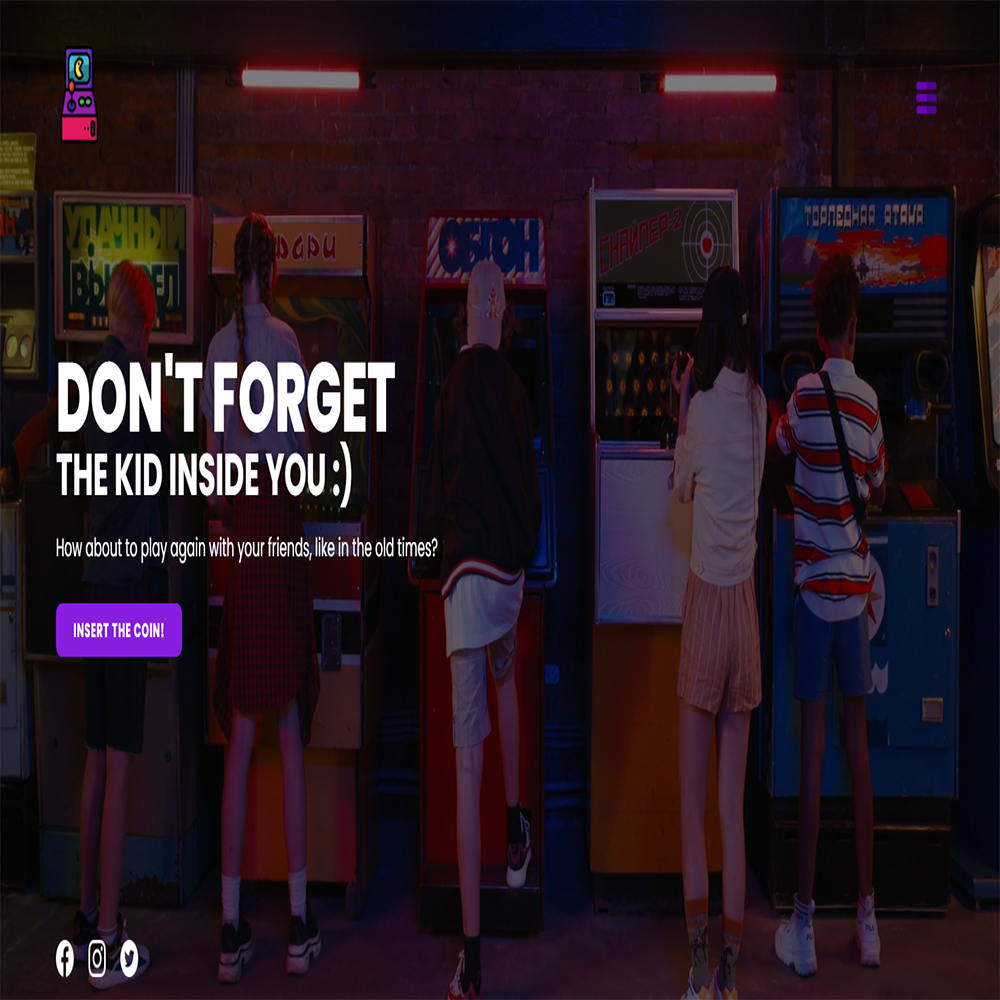 УДАЧНЫЙ
ВЫСТРЕЛ
ОБГОН
СНАЙПЕР-2
ТОРПЕДНАЯ АТАКА
DON'T FORGET
THE KID INSIDE YOU :)
How about to play again with your friends, like in the old times?
INSERT THE COIN!
FILA